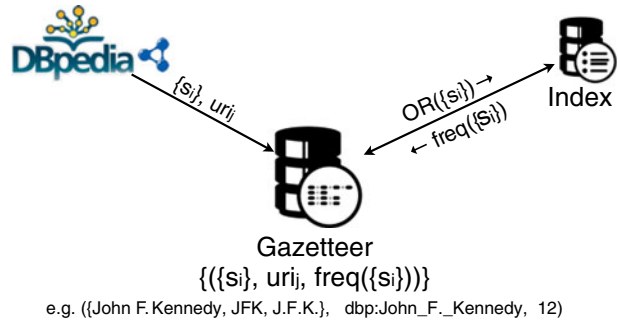 DBpedia
{sᵢ}, uriⱼ
OR({sᵢ}) →
← freq({sᵢ})
Index
Gazetteer
{({sᵢ}, uriⱼ, freq({sᵢ}))}
e.g. ({John F. Kennedy, JFK, J.F.K.}, dbp:John_F._Kennedy, 12)